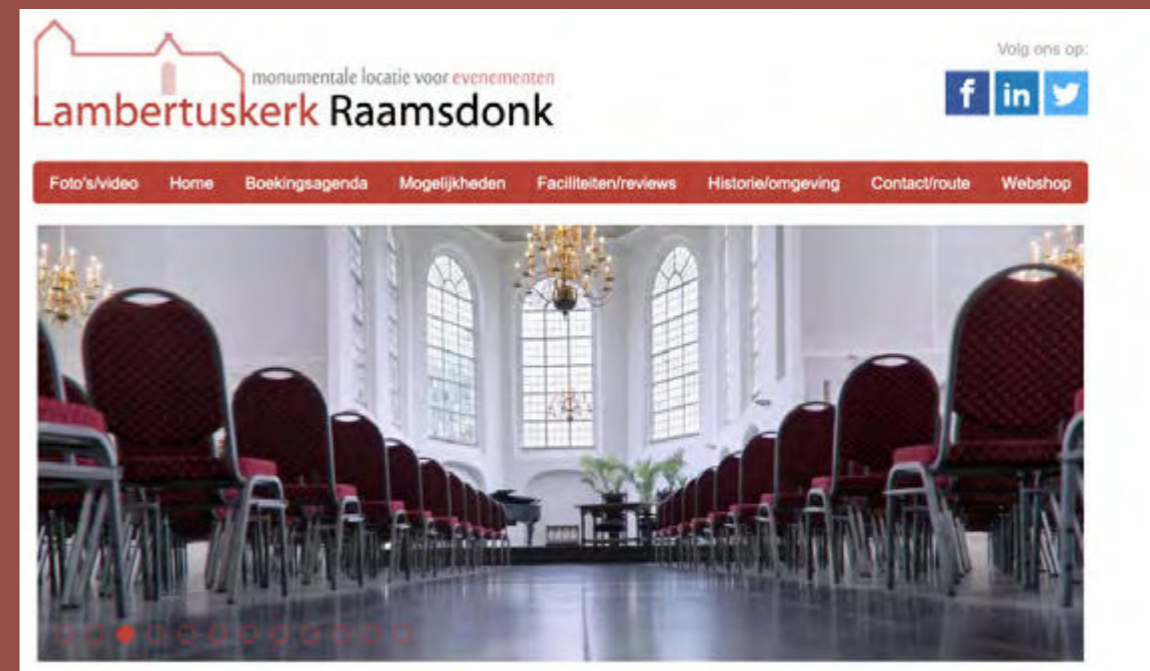 monumentale locatie voor evenementen
Lambertuskerk Raamsdonk
Volg ons op:
Foto's/video Home Boekingsagenda Mogelijkheden Faciliteiten/reviews Historie/omgeving Contact/route Webshop